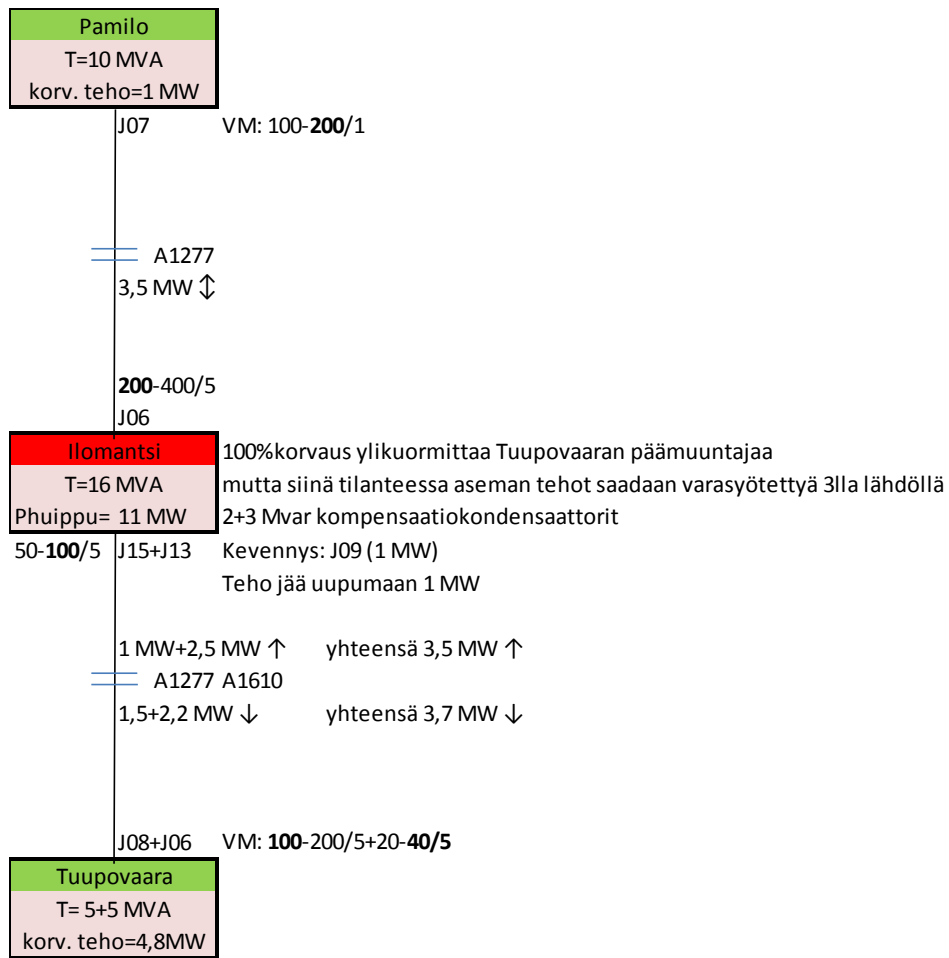 Pamilo
T=10 MVA
korv. teho=1 MW
J07 VM: 100-200/1
A1277
3,5 MW ↕
200-400/5
J06
Ilomantsi 100%korvaus ylikuormittaa Tuupovaaran päämuuntajaa
T=16 MVA mutta siinä tilanteessa aseman tehot saadaan varasyötettyä 3lla lähdöllä
Phuippu= 11 MW 2+3 Mvar kompensaatiokondensaattorit
50-100/5 J15+J13 Kevennys: J09 (1 MW)
Teho jää uupumaan 1 MW
1 MW+2,5 MW ↑ yhteensä 3,5 MW ↑
A1277 A1610
1,5+2,2 MW ↓ yhteensä 3,7 MW ↓
J08+J06 VM: 100-200/5+20-40/5
Tuupovaara
T= 5+5 MVA
korv. teho=4,8MW